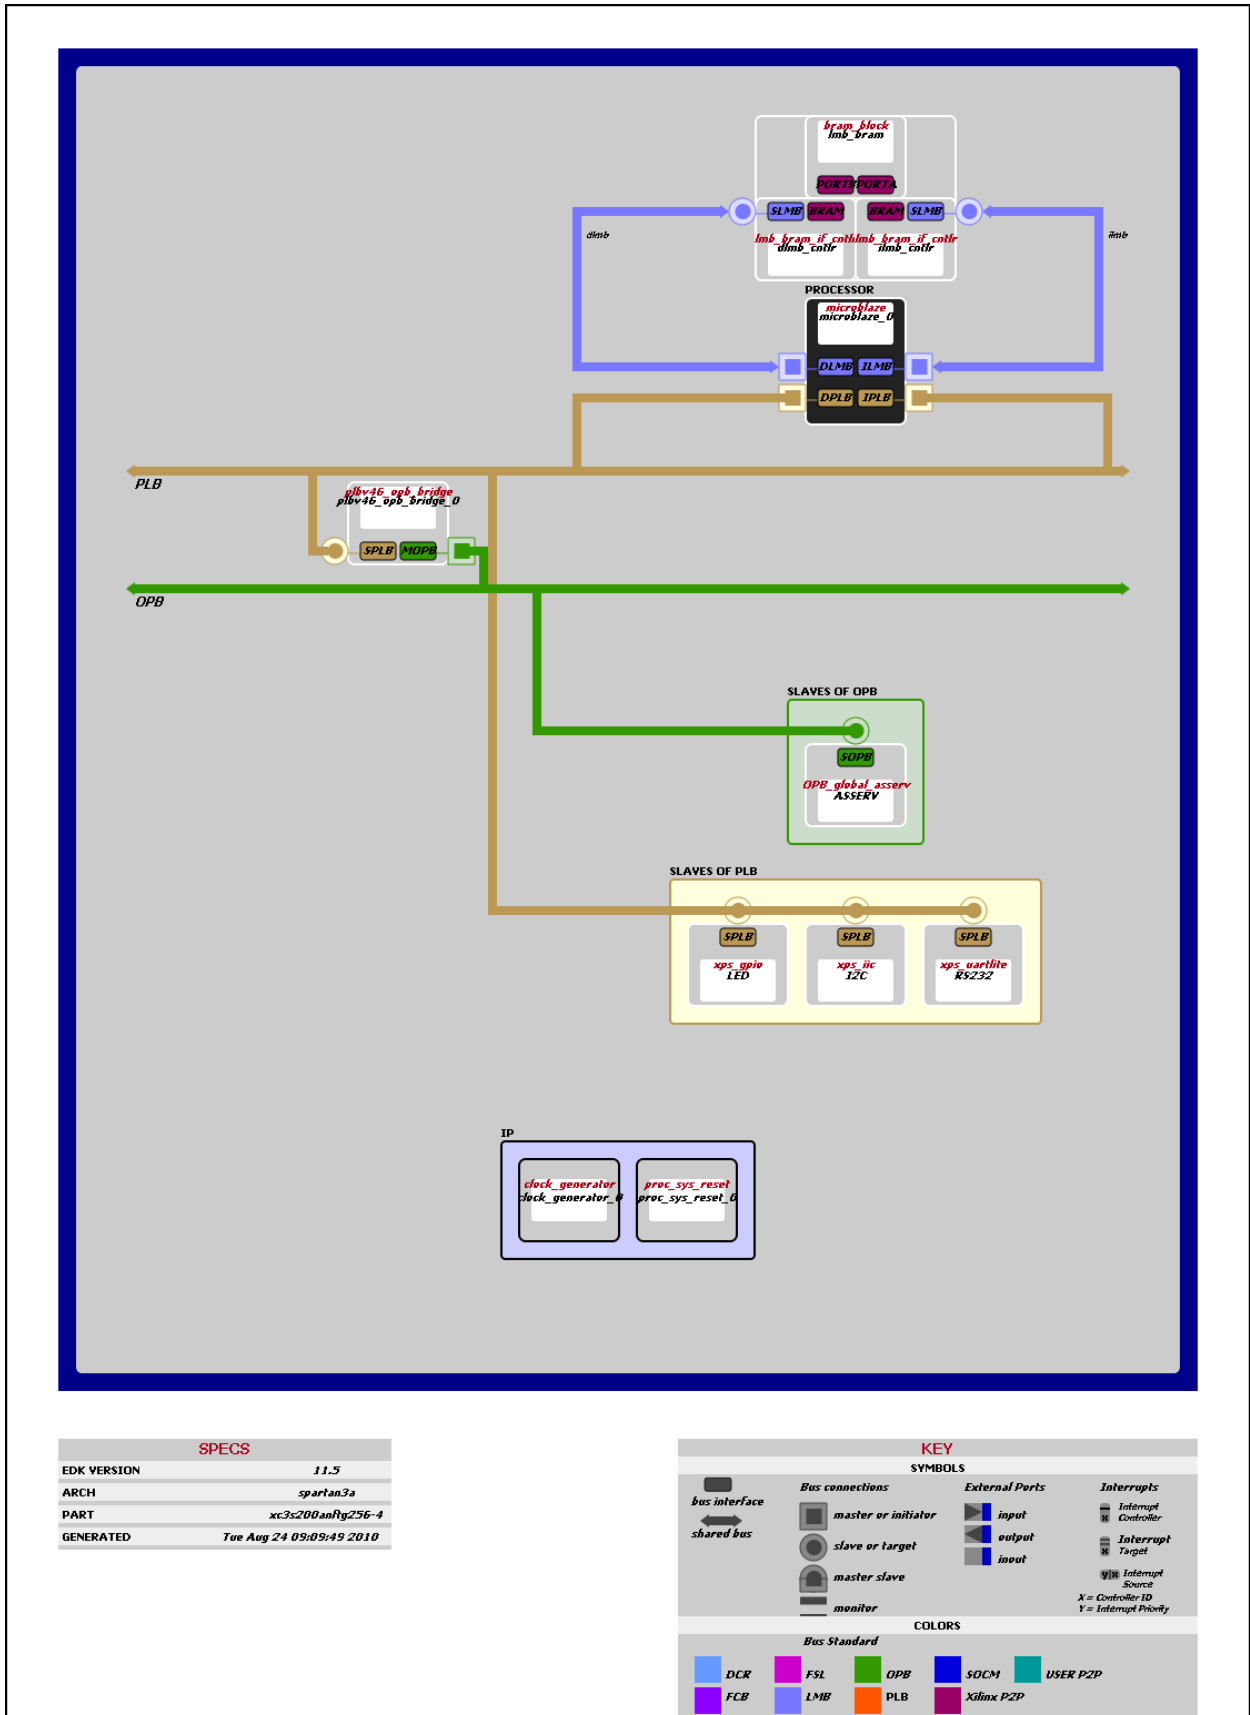 bram_block
lmb_bram
PORTB PORTA
SLMB BRAM BRAM SLMB
dlmb
ilmb
lmb_bram_if_cntlr lmb_bram_if_cntlr
dlmb_cntlr ilmb_cntlr
PROCESSOR
microblaze
microblaze_0
DLMB ILMB
DPLB IPLB
PLB
plbv46_opb_bridge
plbv46_opb_bridge_0
SPLB MOPB
OPB
SLAVES OF OPB
SOPB
OPB_global_asserv
ASSERV
SLAVES OF PLB
SPLB SPLB SPLB
xps_gpio xps_iic xps_uartlite
LED I2C RS232
IP
clock_generator proc_sys_reset
clock_generator_0 proc_sys_reset_0
SPECS
EDK VERSION 11.5
ARCH spartan3a
PART xc3s200anftg256-4
GENERATED Tue Aug 24 09:09:49 2010
KEY
SYMBOLS
bus interface
shared bus
Bus connections
master or initiator
slave or target
master slave
monitor
External Ports
input
output
inout
Interrupts
Interrupt
Controller
Interrupt
Target
y|x Interrupt
Source
X = Controller ID
Y = Interrupt Priority
COLORS
Bus Standard
DCR FSL OPB SOCM USER P2P
FCB LMB PLB Xilinx P2P